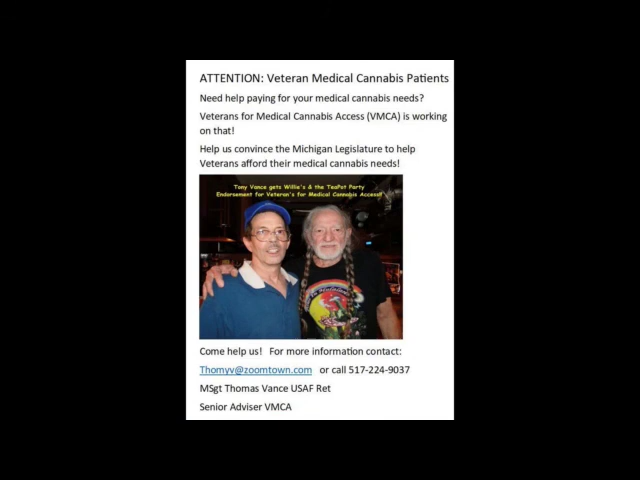 ATTENTION: Veteran Medical Cannabis Patients
Need help paying for your medical cannabis needs?
Veterans for Medical Cannabis Access (VMCA) is working
on that!
Help us convince the Michigan Legislature to help
Veterans afford their medical cannabis needs!
Tony Vance gets Willie's & the TeaPot Party
Endorsement for Veteran's for Medical Cannabis Access!!
Come help us! For more information contact:
Thomyv@zoomtown.com or call 517-224-9037
MSgt Thomas Vance USAF Ret
Senior Adviser VMCA